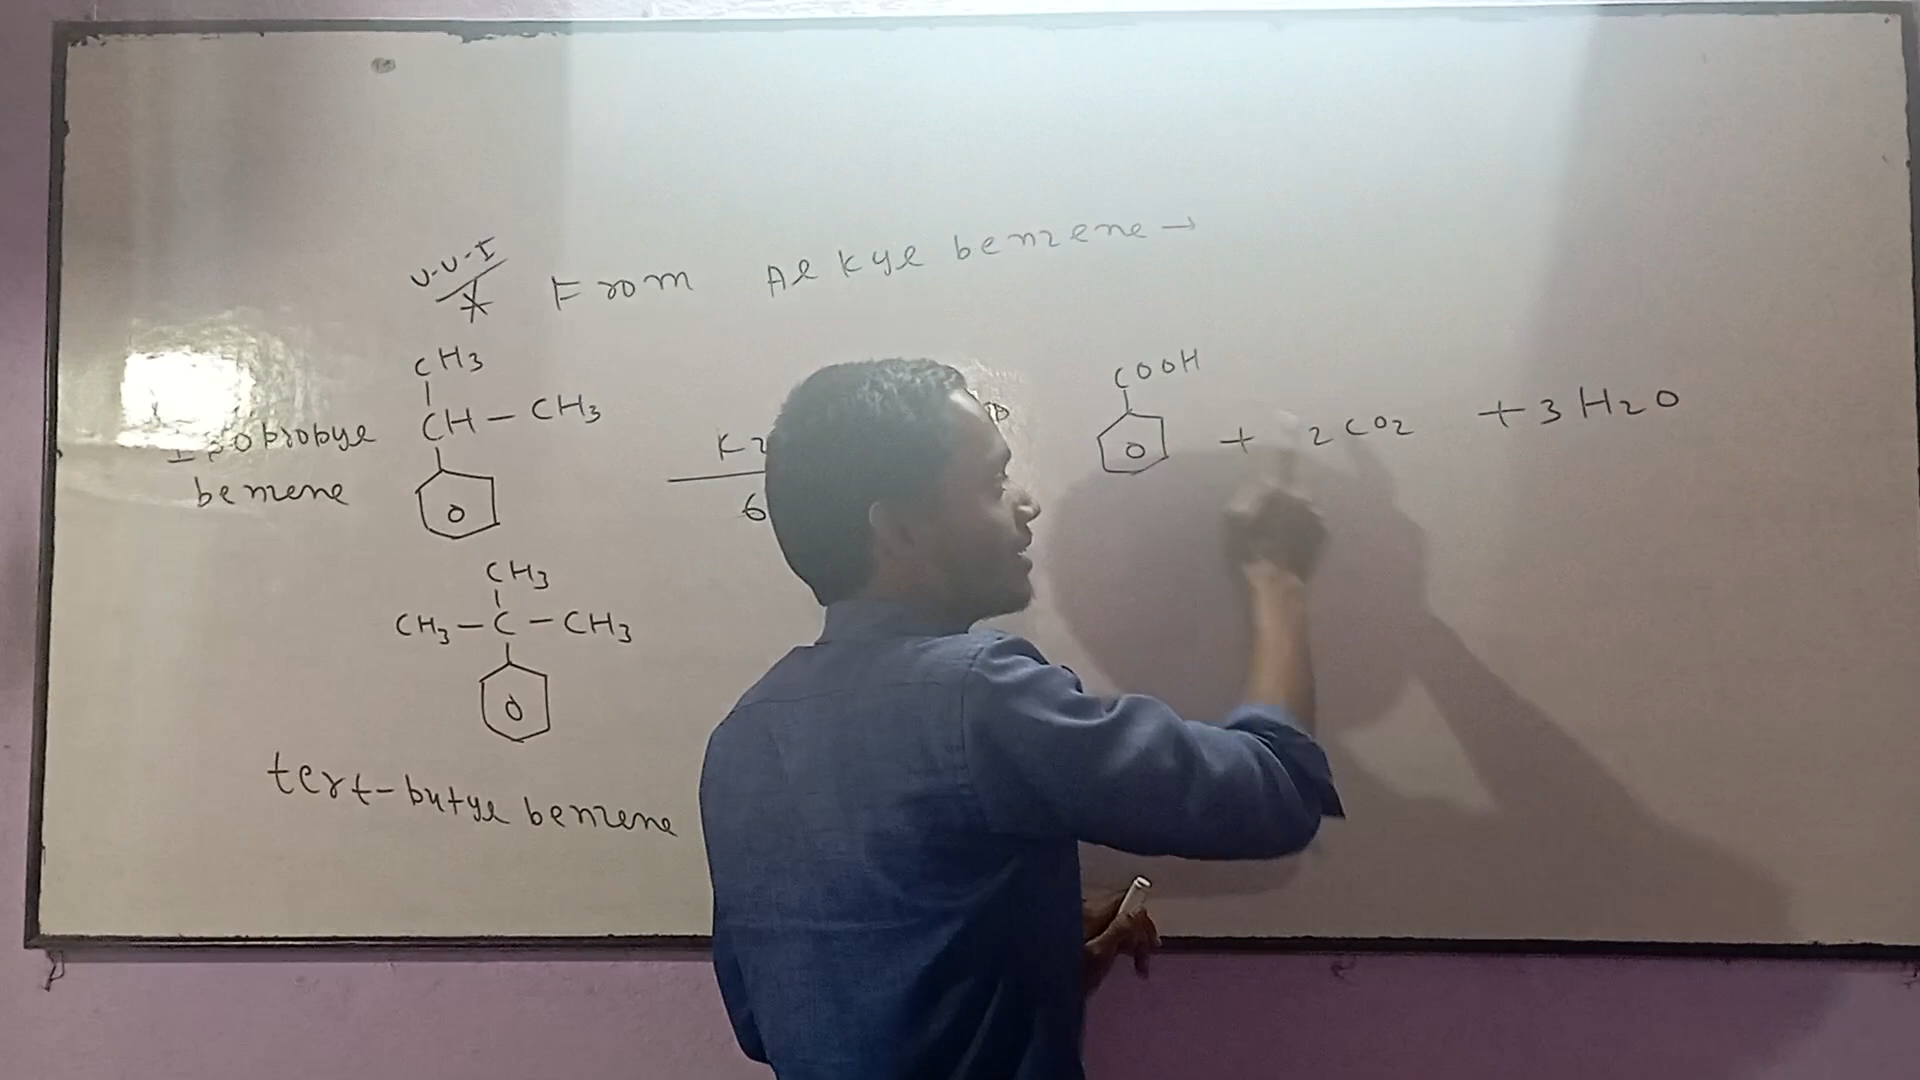 V.V.I
From Alkyl benzene →
CH3
CH - CH3
Isopropyl
benzene
K2
6
COOH
+ 2CO2 + 3H2O
CH3
CH3 - C - CH3
tert-butyl benzene